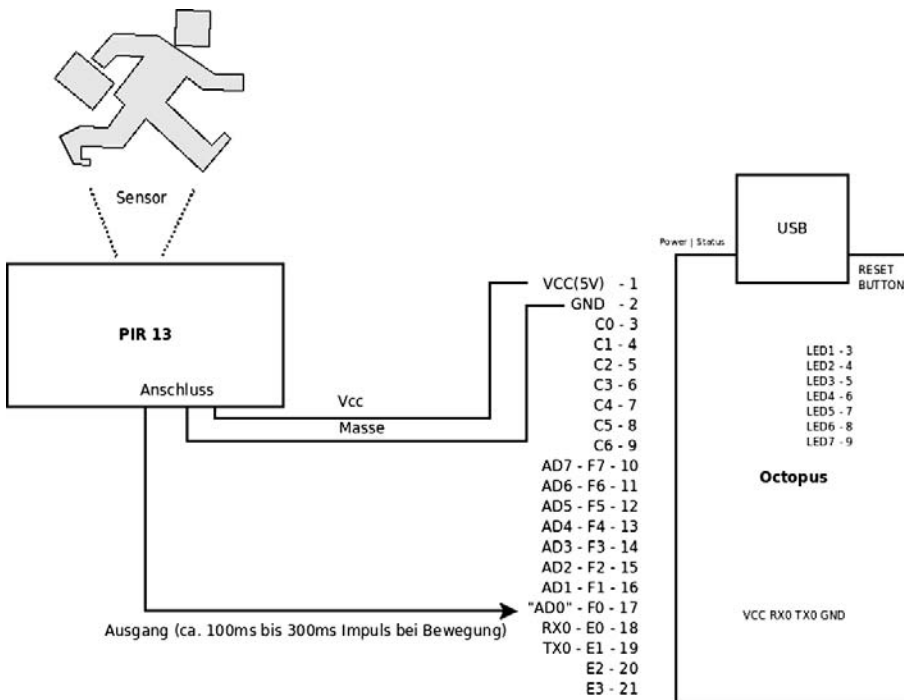 Sensor
PIR 13
Anschluss
Vcc
Masse
Ausgang (ca. 100ms bis 300ms Impuls bei Bewegung)
VCC(5V) - 1
GND - 2
C0 - 3
C1 - 4
C2 - 5
C3 - 6
C4 - 7
C5 - 8
C6 - 9
AD7 - F7 - 10
AD6 - F6 - 11
AD5 - F5 - 12
AD4 - F4 - 13
AD3 - F3 - 14
AD2 - F2 - 15
AD1 - F1 - 16
"AD0" - F0 - 17
RX0 - E0 - 18
TX0 - E1 - 19
E2 - 20
E3 - 21
Power | Status
USB
RESET
BUTTON
LED1 - 3
LED2 - 4
LED3 - 5
LED4 - 6
LED5 - 7
LED6 - 8
LED7 - 9
Octopus
VCC RX0 TX0 GND